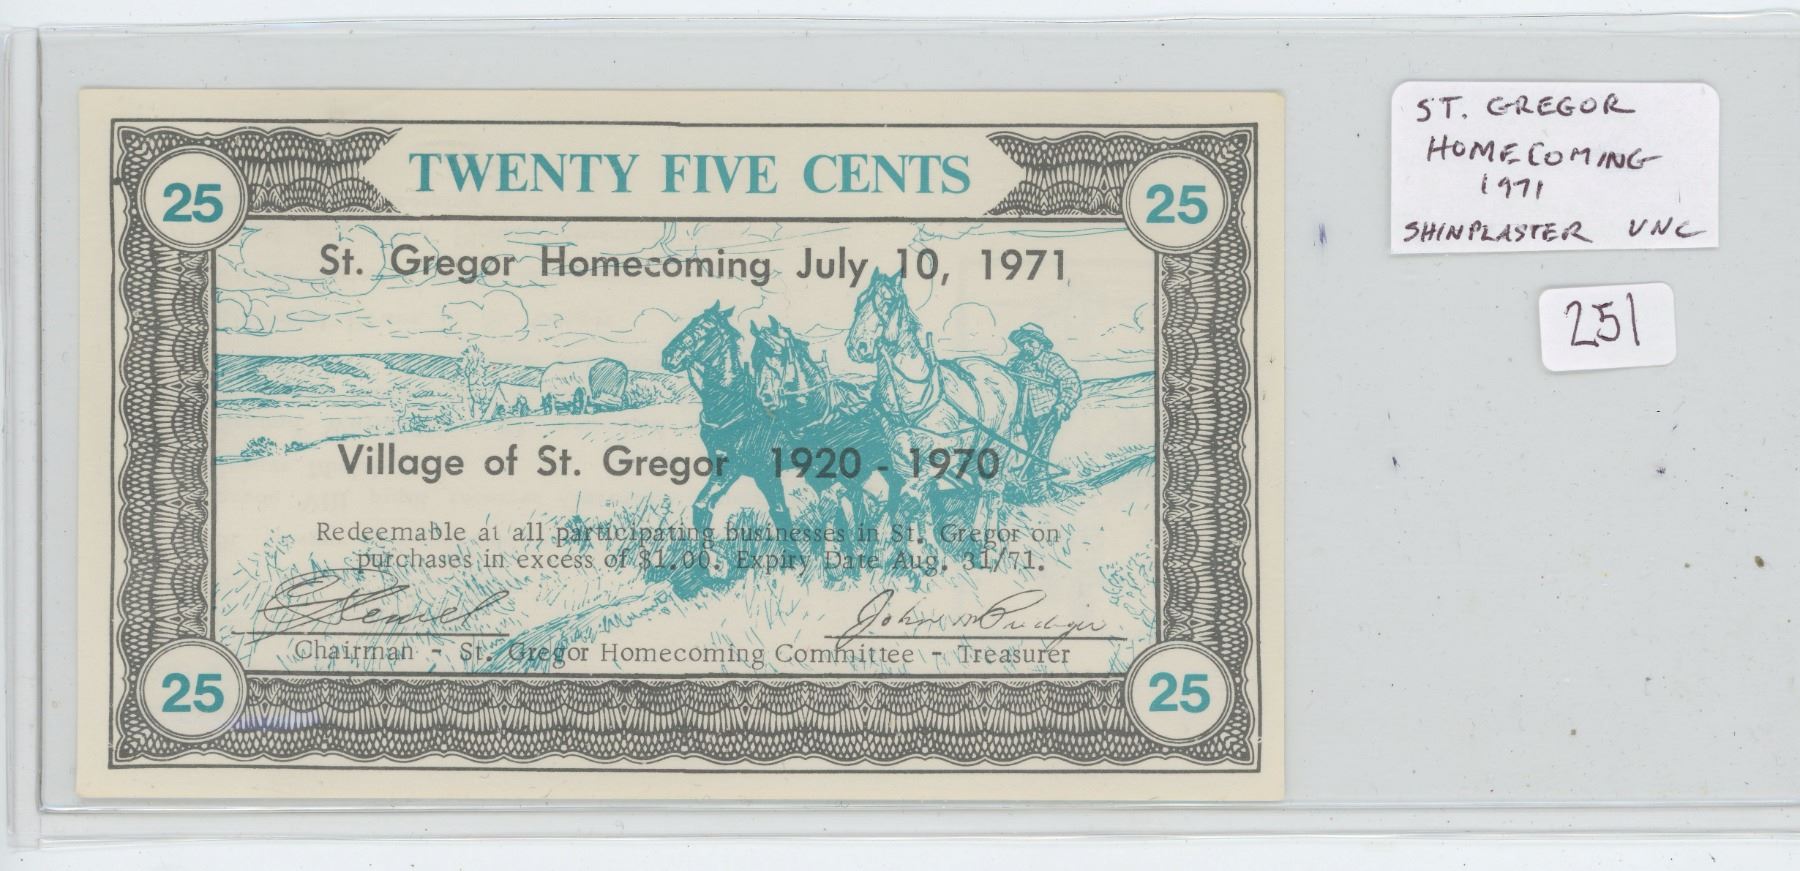 TWENTY FIVE CENTS
25 25
St. Gregor Homecoming July 10, 1971
Village of St. Gregor 1920 - 1970
Redeemable at all participating businesses in St. Gregor on
purchases in excess of $1.00. Expiry Date Aug. 31/71.
John
Chairman - St. Gregor Homecoming Committee - Treasurer
25 25
ST. GREGOR
HOMECOMING
1971
SHINPLASTER UNC
251